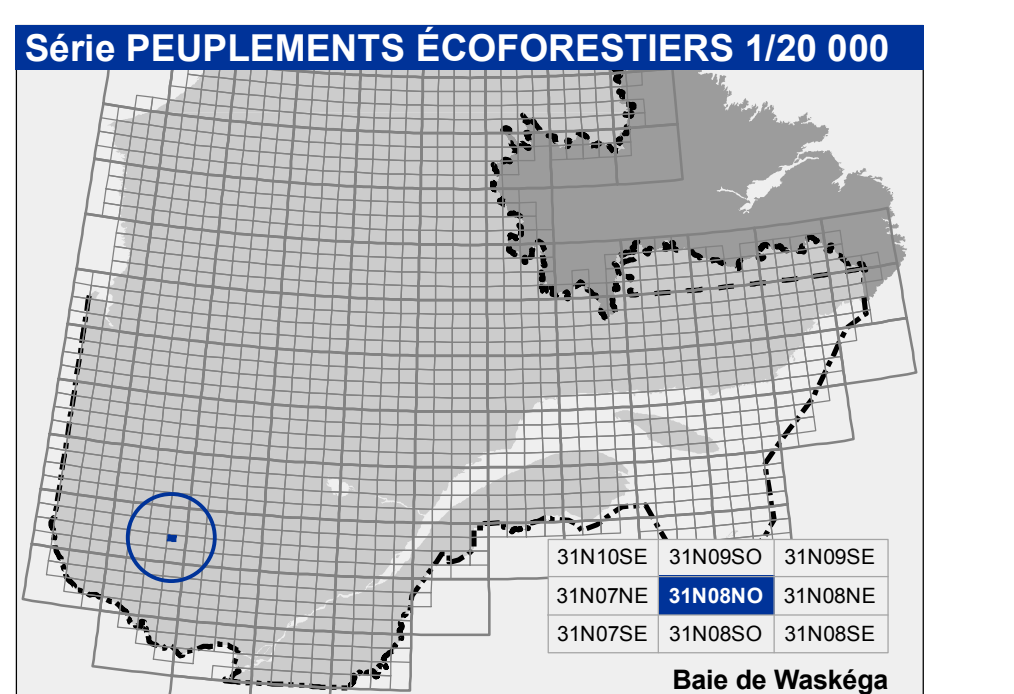 Série PEUPLEMENTS ÉCOFORESTIERS 1/20 000
31N10SE 31N09SO 31N09SE
31N07NE 31N08NO 31N08NE
31N07SE 31N08SO 31N08SE
Baie de Waskéga